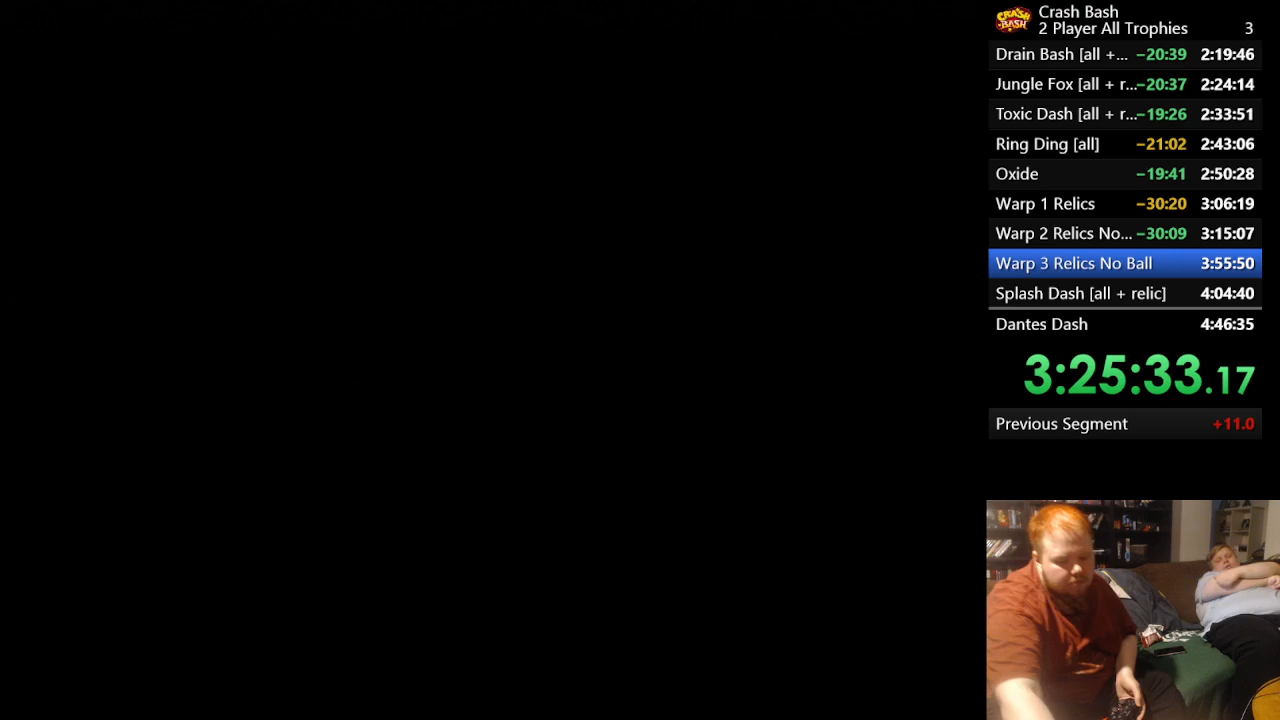 CRASH BASH
Crash Bash
2 Player All Trophies 3
Drain Bash [all +... −20:39 2:19:46
Jungle Fox [all + r... −20:37 2:24:14
Toxic Dash [all + r... −19:26 2:33:51
Ring Ding [all] −21:02 2:43:06
Oxide −19:41 2:50:28
Warp 1 Relics −30:20 3:06:19
Warp 2 Relics No... −30:09 3:15:07
Warp 3 Relics No Ball 3:55:50
Splash Dash [all + relic] 4:04:40
Dantes Dash 4:46:35
3:25:33.17
Previous Segment +11.0